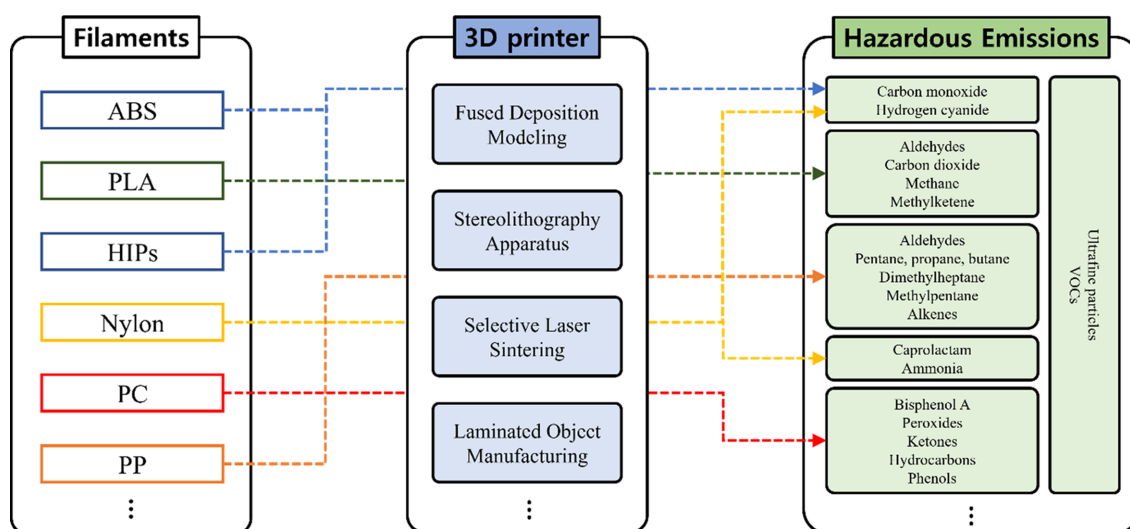 Filaments
ABS
PLA
HIPs
Nylon
PC
PP
⋮
3D printer
Fused Deposition
Modeling
Stereolithography
Apparatus
Selective Laser
Sintering
Laminated Object
Manufacturing
⋮
Hazardous Emissions
Carbon monoxide
Hydrogen cyanide
Aldehydes
Carbon dioxide
Methane
Methylketene
Aldehydes
Pentane, propane, butane
Dimethylheptane
Methylpentane
Alkenes
Caprolactam
Ammonia
Bisphenol A
Peroxides
Ketones
Hydrocarbons
Phenols
⋮
Ultrafine particles
VOCs